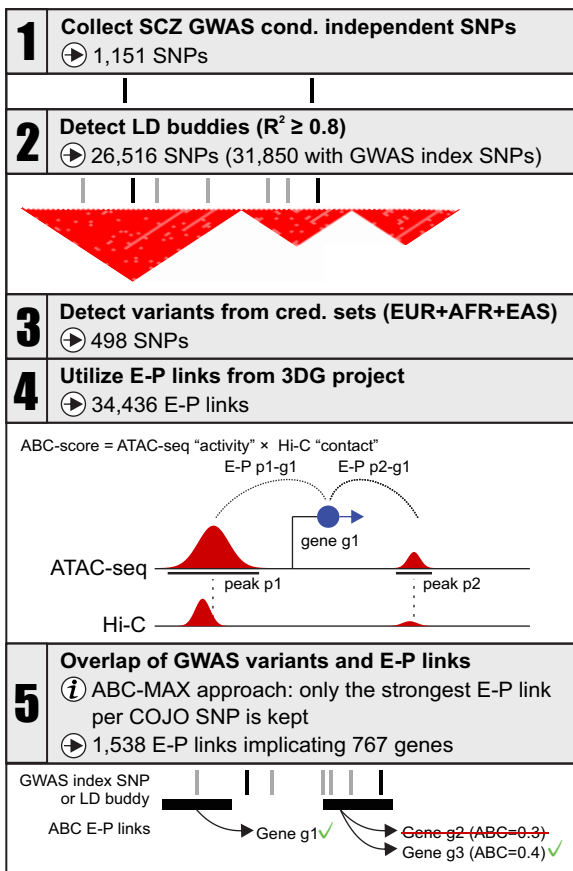 1
Collect SCZ GWAS cond. independent SNPs
1,151 SNPs
2
Detect LD buddies (R² ≥ 0.8)
26,516 SNPs (31,850 with GWAS index SNPs)
3
Detect variants from cred. sets (EUR+AFR+EAS)
498 SNPs
4
Utilize E-P links from 3DG project
34,436 E-P links
ABC-score = ATAC-seq “activity” × Hi-C “contact”
E-P p1-g1 E-P p2-g1
gene g1
ATAC-seq
peak p1 peak p2
Hi-C
5
Overlap of GWAS variants and E-P links
i ABC-MAX approach: only the strongest E-P link
per COJO SNP is kept
1,538 E-P links implicating 767 genes
GWAS index SNP
or LD buddy
ABC E-P links
Gene g1✓
Gene g2 (ABC=0.3)
Gene g3 (ABC=0.4)✓